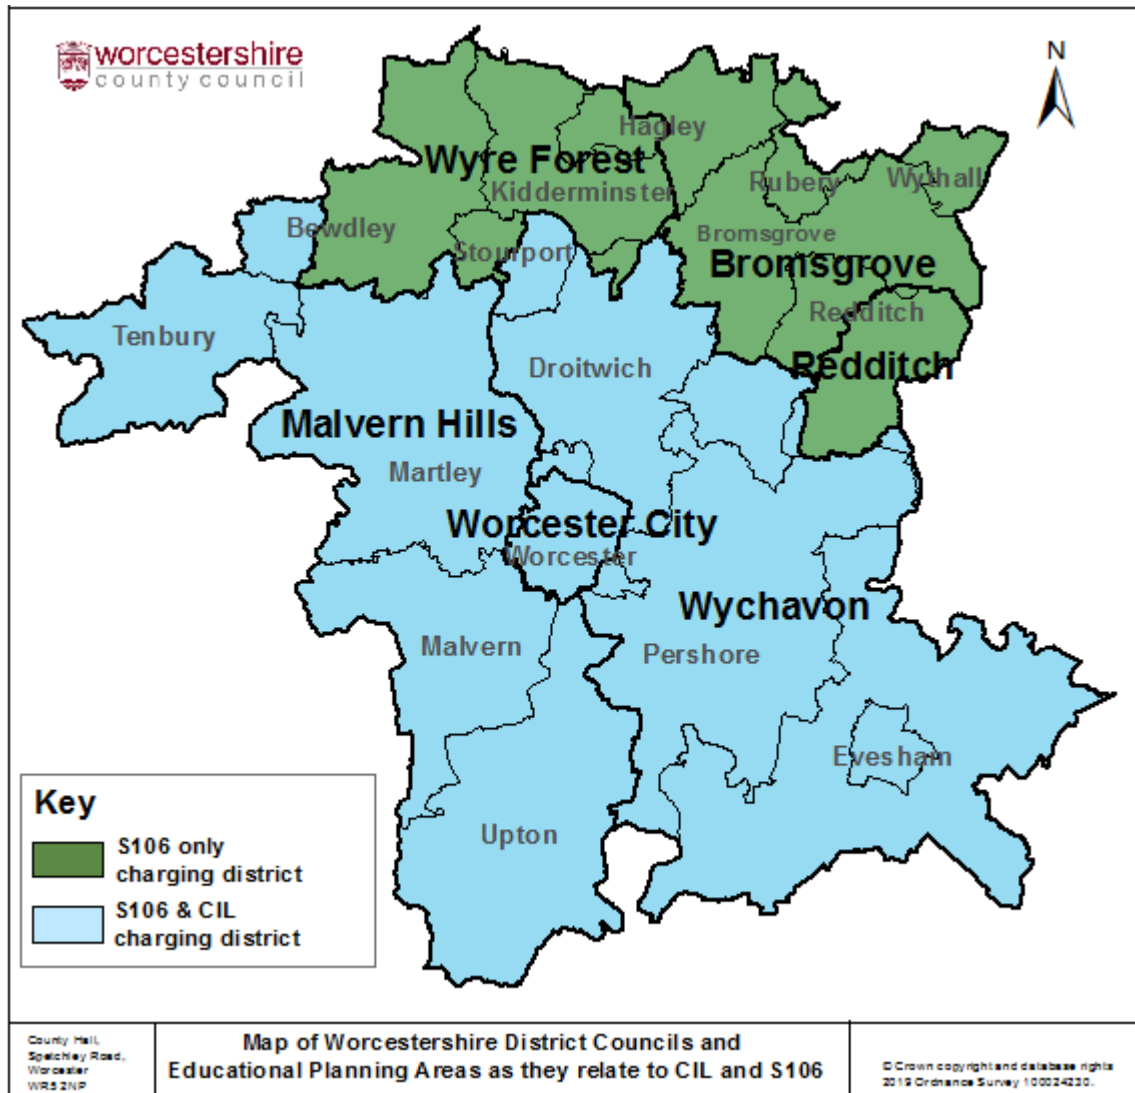 worcestershire
county council
N
Hagley
Wyre Forest
Kidderminster
Rubery
Wythall
Bewdley
Stourport
Bromsgrove
Bromsgrove
Redditch
Tenbury
Droitwich
Redditch
Malvern Hills
Martley
Worcester City
Worcester
Wychavon
Malvern
Pershore
Evesham
Upton
Key
S106 only
charging district
S106 & CIL
charging district
County Hall,
Spetchley Road,
Worcester
WR5 2NP
Map of Worcestershire District Councils and
Educational Planning Areas as they relate to CIL and S106
© Crown copyright and database rights
2019 Ordnance Survey 100024230.